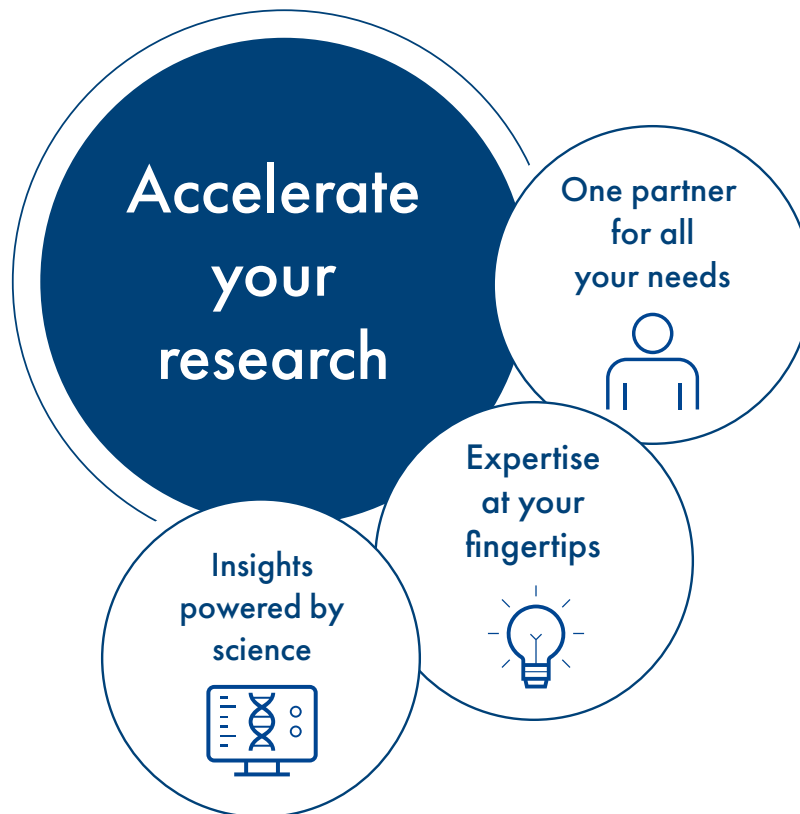 Accelerate
your
research
One partner
for all
your needs
Expertise
at your
fingertips
Insights
powered by
science